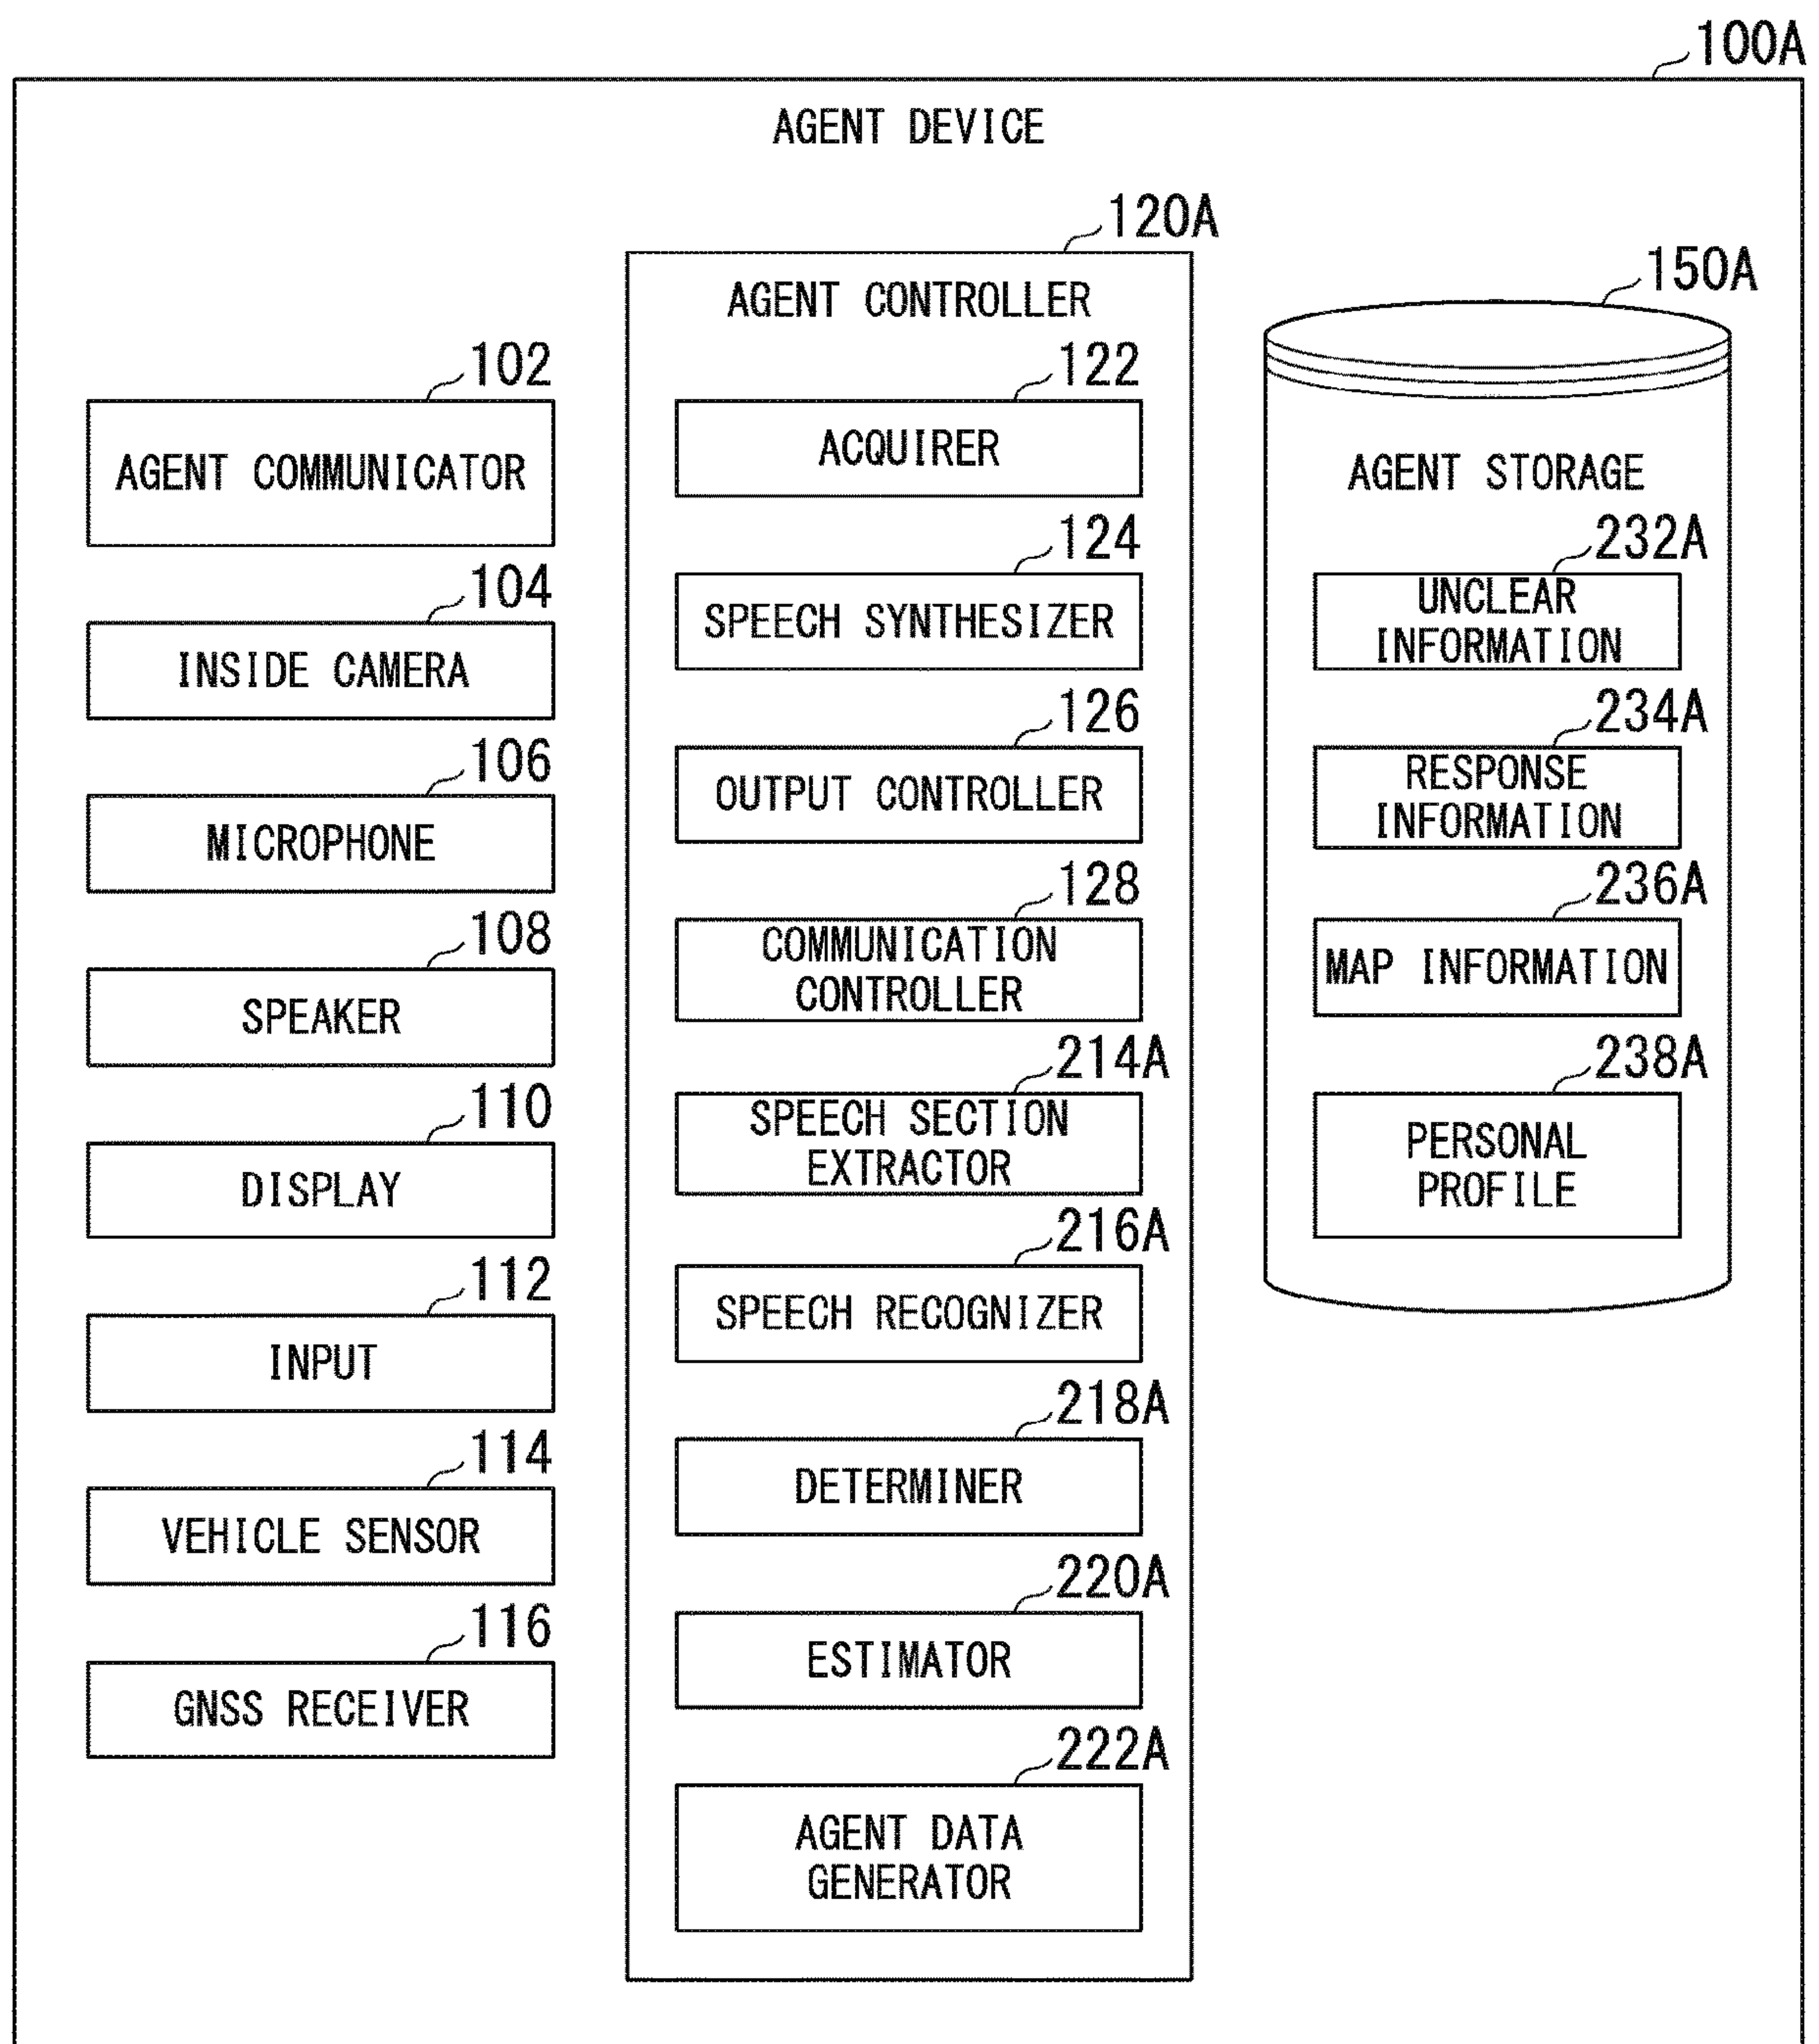 100A
AGENT DEVICE
102
AGENT COMMUNICATOR
104
INSIDE CAMERA
106
MICROPHONE
108
SPEAKER
110
DISPLAY
112
INPUT
114
VEHICLE SENSOR
116
GNSS RECEIVER
120A
AGENT CONTROLLER
122
ACQUIRER
124
SPEECH SYNTHESIZER
126
OUTPUT CONTROLLER
128
COMMUNICATION
CONTROLLER
214A
SPEECH SECTION
EXTRACTOR
216A
SPEECH RECOGNIZER
218A
DETERMINER
220A
ESTIMATOR
222A
AGENT DATA
GENERATOR
150A
AGENT STORAGE
232A
UNCLEAR
INFORMATION
234A
RESPONSE
INFORMATION
236A
MAP INFORMATION
238A
PERSONAL
PROFILE